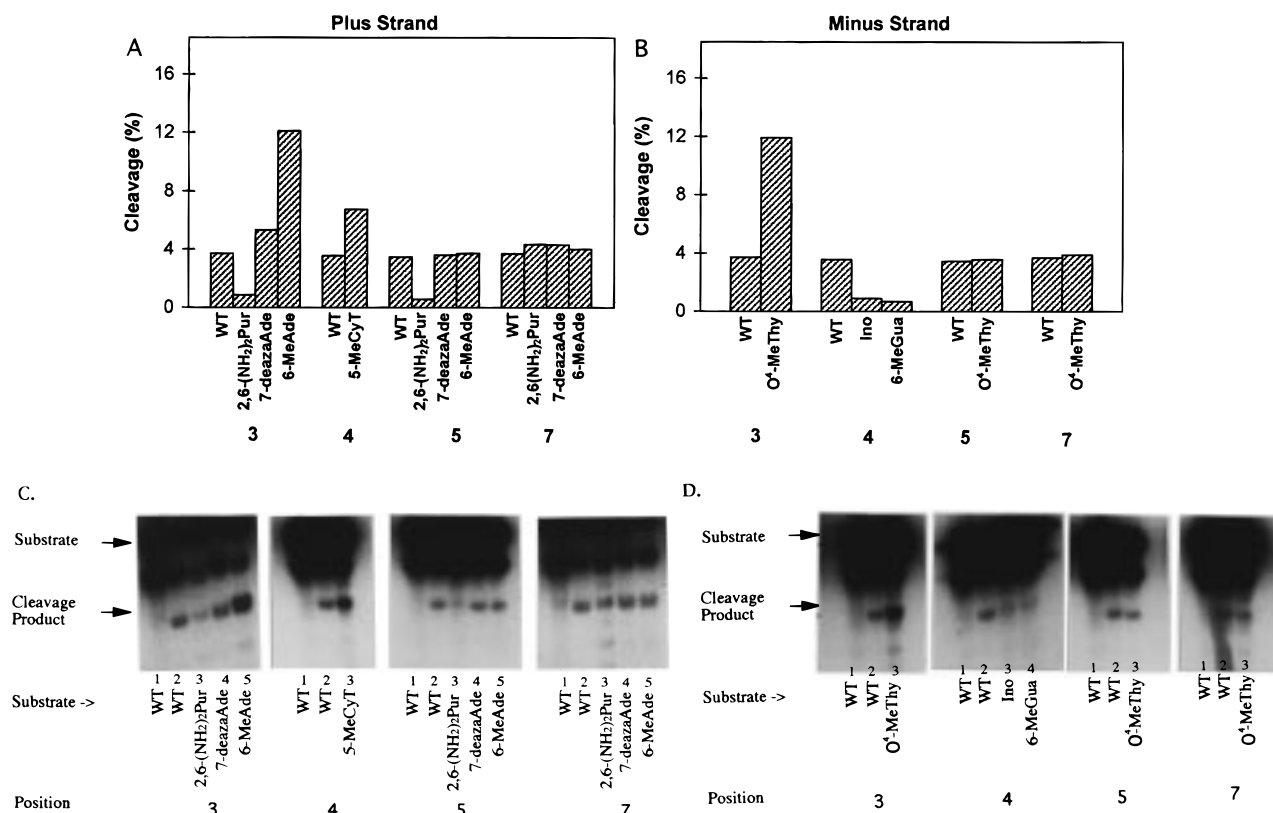 Plus Strand
Minus Strand
A
B
Cleavage (%)
16
12
8
4
0
WT
2,6-(NH₂)₂Pur
7-deazaAde
6-MeAde
WT
5-MeCyT
WT
2,6-(NH₂)₂Pur
7-deazaAde
6-MeAde
WT
2,6(NH₂)₂Pur
7-deazaAde
6-MeAde
3
4
5
7
Cleavage (%)
16
12
8
4
0
WT
O⁴-MeThy
WT
Ino
6-MeGua
WT
O⁴-MeThy
WT
O⁴-MeThy
3
4
5
7
C.
Substrate
Cleavage
Product
1 2 3 4 5
1 2 3
1 2 3 4 5
1 2 3 4 5
Substrate ->
WT
WT
2,6-(NH₂)₂Pur
7-deazaAde
6-MeAde
WT
WT
5-MeCyT
WT
WT
2,6-(NH₂)₂Pur
7-deazaAde
6-MeAde
WT
WT
2,6-(NH₂)₂Pur
7-deazaAde
6-MeAde
Position
3
4
5
7
D.
Substrate
Cleavage
Product
1 2 3
1 2 3 4
1 2 3
1 2 3
Substrate ->
WT
WT
O⁴-MeThy
WT
WT
Ino
6-MeGua
WT
WT
O⁴-MeThy
WT
WT
O⁴-MeThy
Position
3
4
5
7